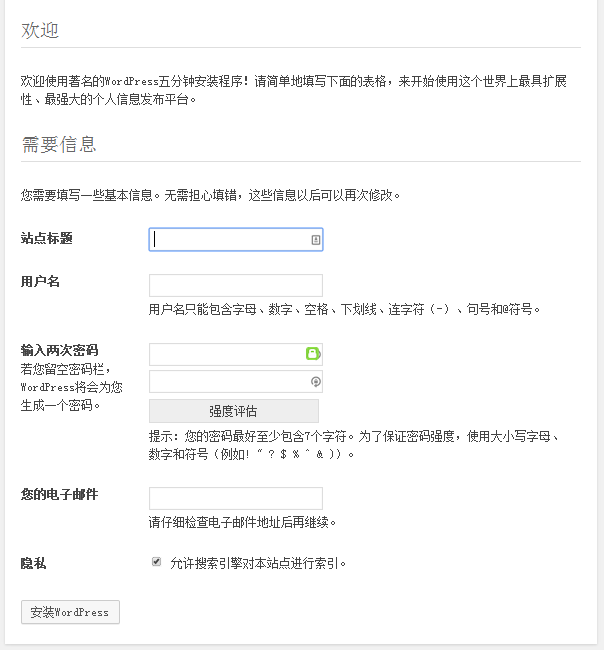 欢迎
欢迎使用著名的WordPress五分钟安装程序！请简单地填写下面的表格，来开始使用这个世界上最具扩展
性、最强大的个人信息发布平台。
需要信息
您需要填写一些基本信息。无需担心填错，这些信息以后可以再次修改。
站点标题
用户名
用户名只能包含字母、数字、空格、下划线、连字符（-）、句号和@符号。
输入两次密码
若您留空密码栏，
WordPress将会为您
生成一个密码。
强度评估
提示：您的密码最好至少包含7个字符。为了保证密码强度，使用大小写字母、
数字和符号（例如! " ? $ % ^ & )）。
您的电子邮件
请仔细检查电子邮件地址后再继续。
隐私
允许搜索引擎对本站点进行索引。
安装WordPress